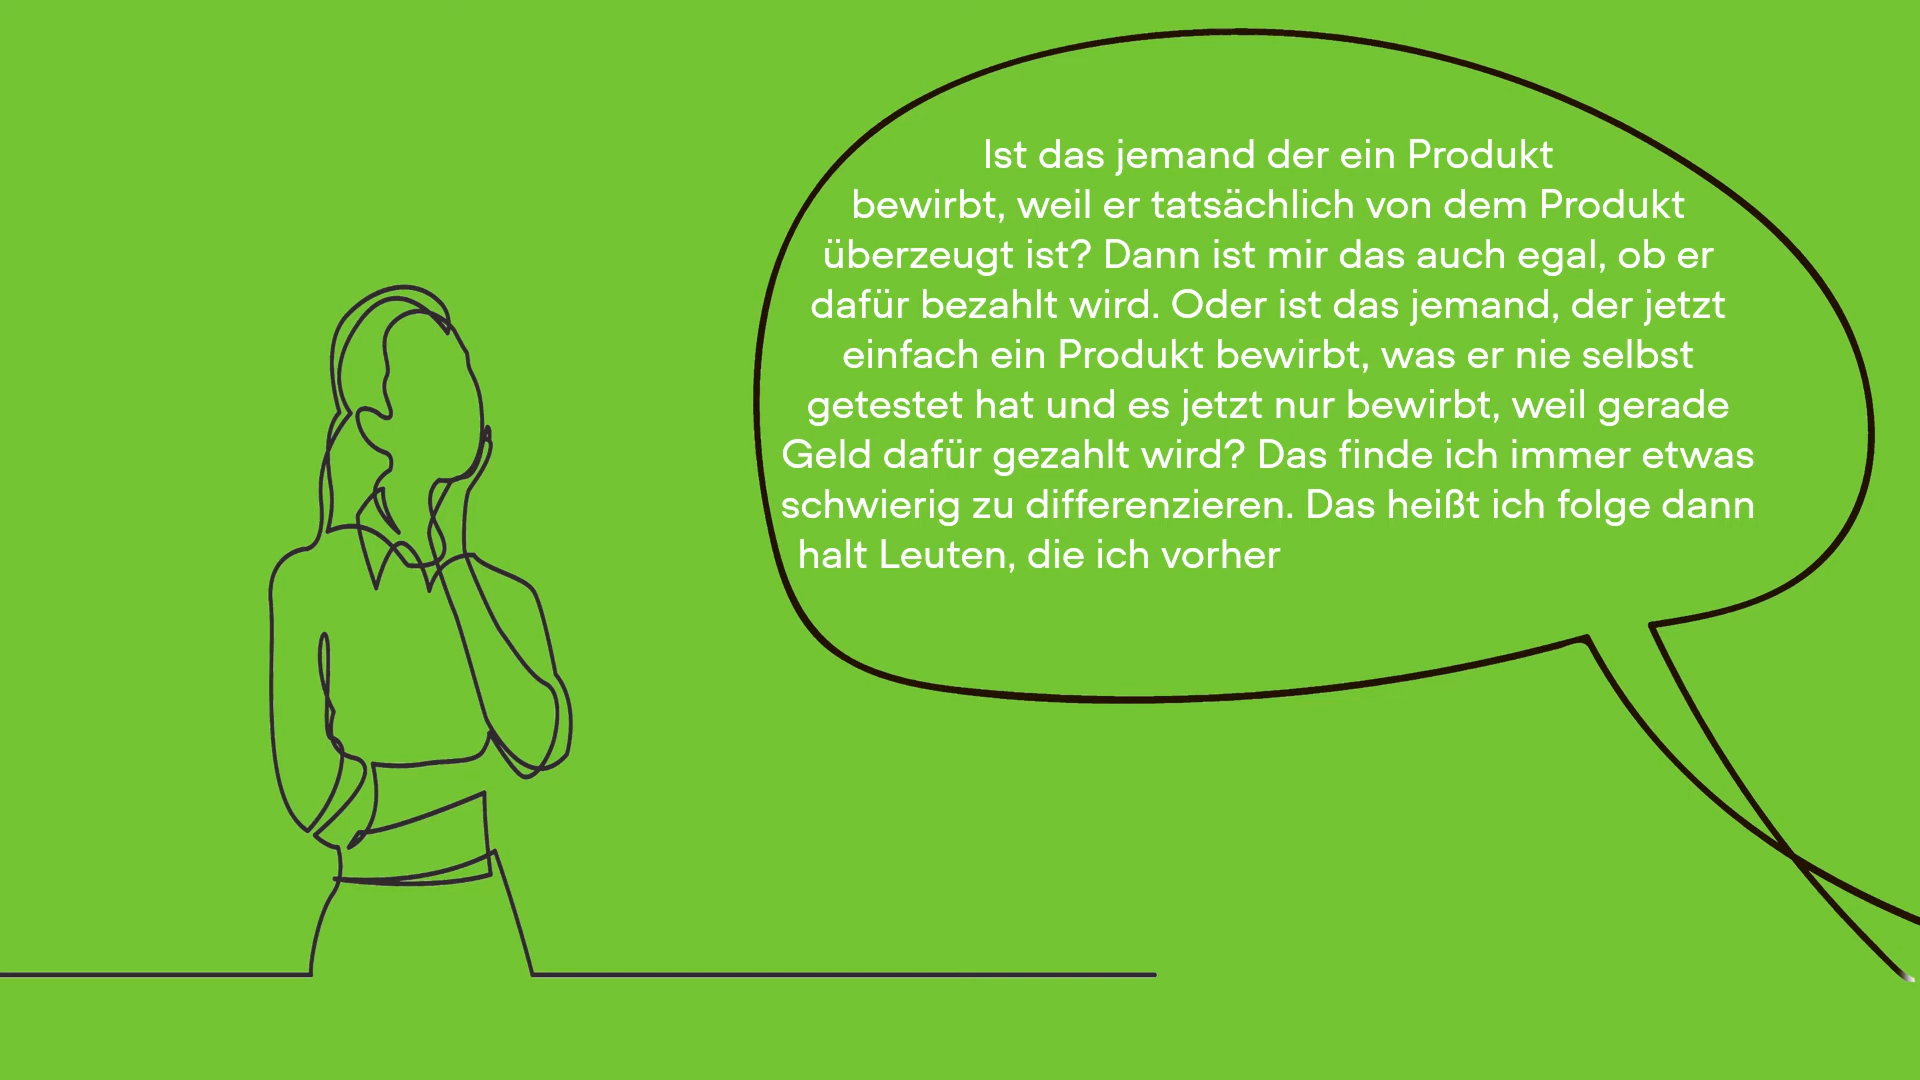 Ist das jemand der ein Produkt
bewirbt, weil er tatsächlich von dem Produkt
überzeugt ist? Dann ist mir das auch egal, ob er
dafür bezahlt wird. Oder ist das jemand, der jetzt
einfach ein Produkt bewirbt, was er nie selbst
getestet hat und es jetzt nur bewirbt, weil gerade
Geld dafür gezahlt wird? Das finde ich immer etwas
schwierig zu differenzieren. Das heißt ich folge dann
halt Leuten, die ich vorher